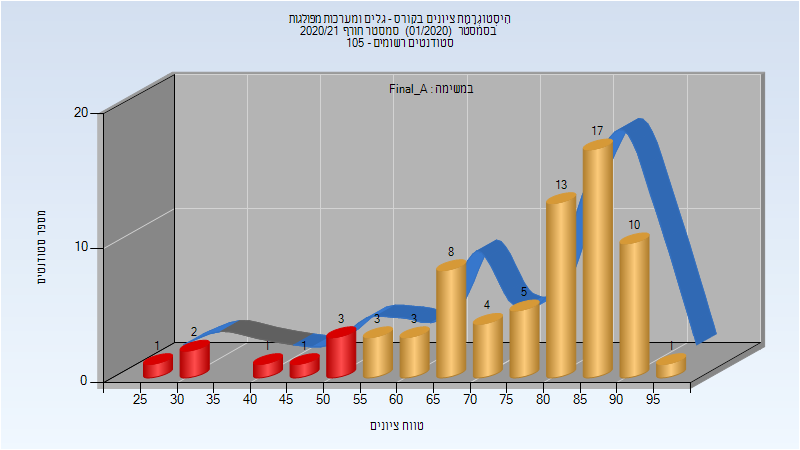 היסטוגרמת ציונים בקורס - גלים ומערכות מפולגות
בסמסטר (01/2020) סמסטר חורף 2020/21
סטודנטים רשומים - 105
במשימה : Final_A
מספר סטודנטים
20
10
0
1
2
1
1
3
3
3
8
4
5
13
17
10
1
25 30 35 40 45 50 55 60 65 70 75 80 85 90 95
טווח ציונים